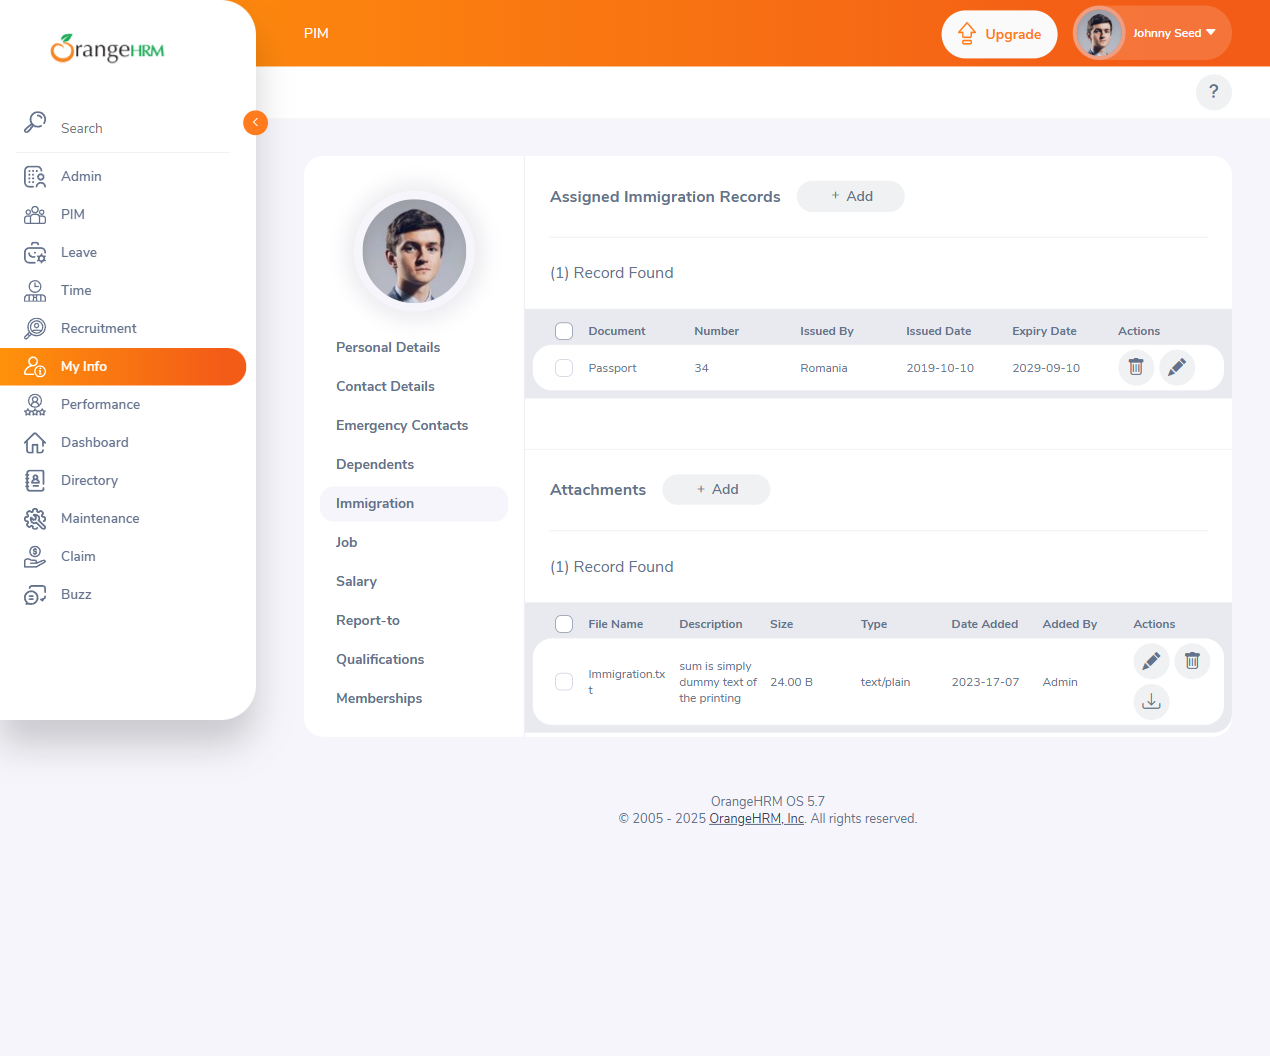 OrangeHRM
Search
Admin
PIM
Leave
Time
Recruitment
My Info
Performance
Dashboard
Directory
Maintenance
Claim
Buzz
PIM
Upgrade
Johnny Seed
?
Personal Details
Contact Details
Emergency Contacts
Dependents
Immigration
Job
Salary
Report-to
Qualifications
Memberships
Assigned Immigration Records
+ Add
(1) Record Found
Document Number Issued By Issued Date Expiry Date Actions
Passport 34 Romania 2019-10-10 2029-09-10
Attachments
+ Add
(1) Record Found
File Name Description Size Type Date Added Added By Actions
Immigration.tx
t
sum is simply
dummy text of
the printing
24.00 B
text/plain
2023-17-07
Admin
OrangeHRM OS 5.7
© 2005 - 2025 OrangeHRM, Inc. All rights reserved.